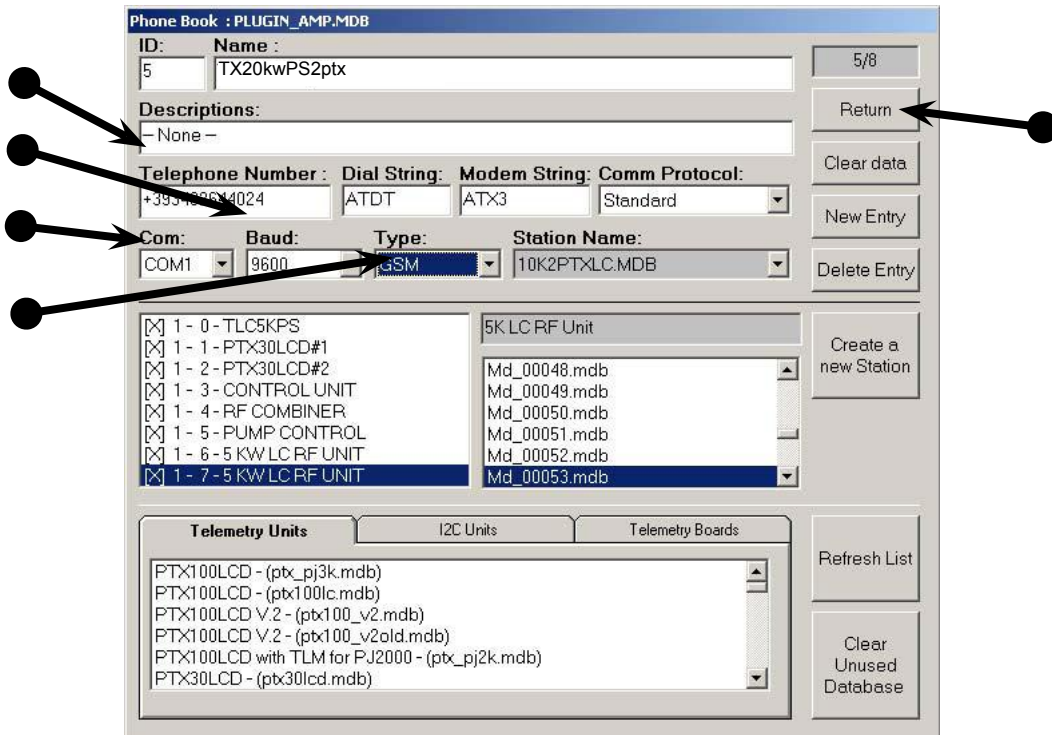 Phone Book : PLUGIN_AMP.MDB
ID: Name :
5 TX20kwPS2ptx
5/8
Descriptions:
– None –
Return
Telephone Number : Dial String: Modem String: Comm Protocol:
ATDT ATX3 Standard
Clear data
New Entry
Com: Baud: Type: Station Name:
COM1 9600 GSM 10K2PTXLC.MDB
Delete Entry
[X] 1 - 0 - TLC5KPS
[X] 1 - 1 - PTX30LCD#1
[X] 1 - 2 - PTX30LCD#2
[X] 1 - 3 - CONTROL UNIT
[X] 1 - 4 - RF COMBINER
[X] 1 - 5 - PUMP CONTROL
[X] 1 - 6 - 5 KW LC RF UNIT
[X] 1 - 7 - 5 KW LC RF UNIT
5K LC RF Unit
Md_00048.mdb
Md_00049.mdb
Md_00050.mdb
Md_00051.mdb
Md_00052.mdb
Md_00053.mdb
Create a
new Station
Telemetry Units I2C Units Telemetry Boards
PTX100LCD - (ptx_pj3k.mdb)
PTX100LCD - (ptx100lc.mdb)
PTX100LCD V.2 - (ptx100_v2.mdb)
PTX100LCD V.2 - (ptx100_v2old.mdb)
PTX100LCD with TLM for PJ2000 - (ptx_pj2k.mdb)
PTX30LCD - (ptx30lcd.mdb)
Refresh List
Clear
Unused
Database